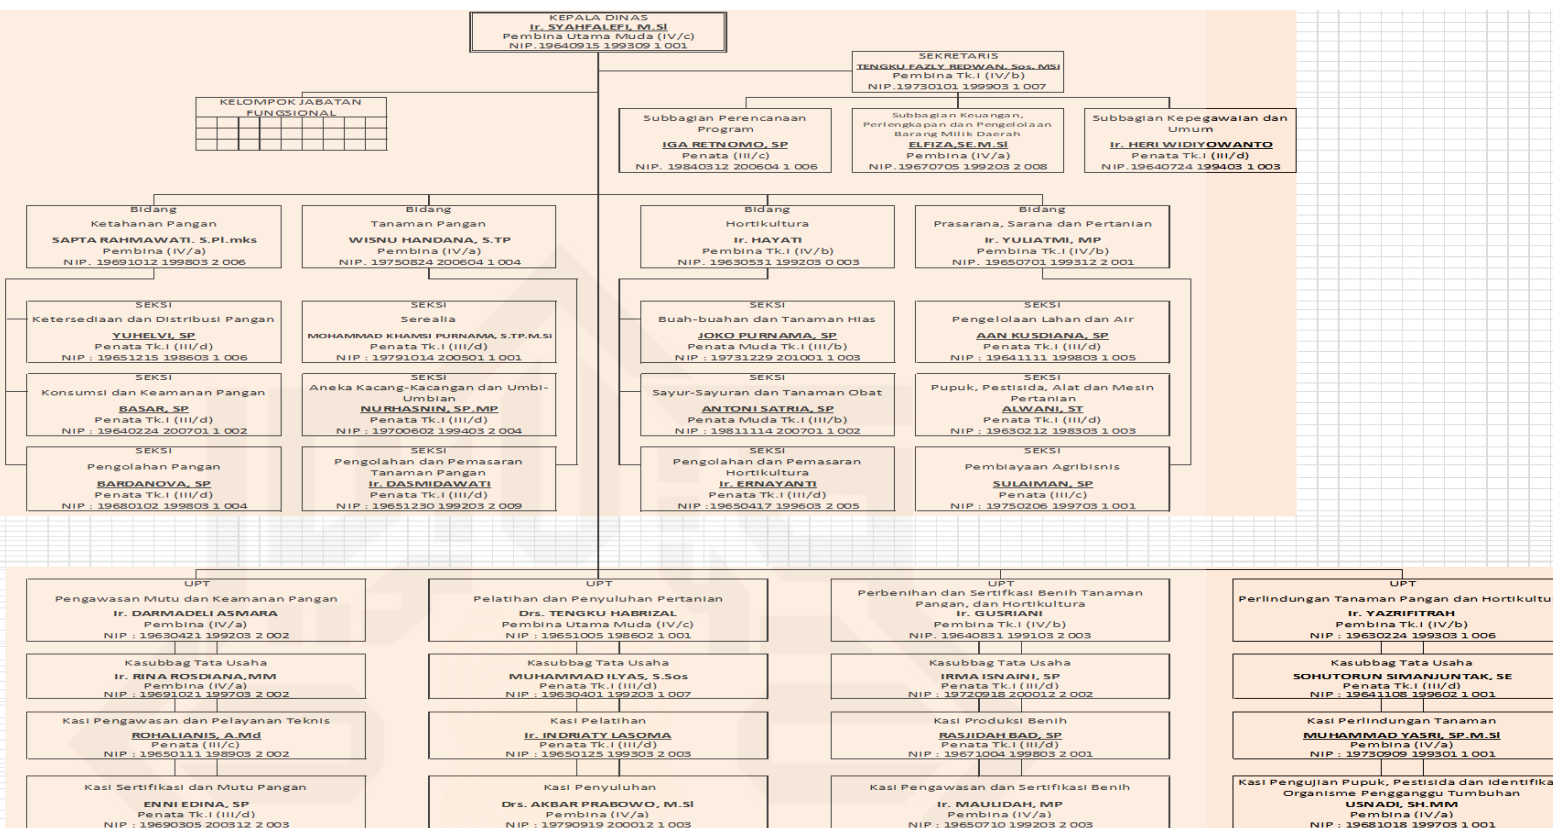 KEPALA DINAS
Ir. SYAHFALEFI, M.Si
Pembina Utama Muda (IV/c)
NIP.19640915 199309 1 001
SEKRETARIS
TENGKU FAZLY REDWAN, Sos, MSi
Pembina Tk.I (IV/b)
NIP.19730101 199903 1 007
KELOMPOK JABATAN
FUNGSIONAL
Subbagian Perencanaan
Program
IGA RETNOMO, SP
Penata (III/c)
NIP. 19840312 200604 1 006
Subbagian Keuangan,
Perlengkapan dan Pengelolaan
Barang Milik Daerah
ELFIZA,SE.M.Si
Pembina (IV/a)
NIP.19670705 199203 2 008
Subbagian Kepegawaian dan
Umum
Ir. HERI WIDIYOWANTO
Penata Tk.I (III/d)
NIP.19640724 199403 1 003
Bidang
Ketahanan Pangan
SAPTA RAHMAWATI. S.Pi.mks
Pembina (IV/a)
NIP. 19691012 199803 2 006
Bidang
Tanaman Pangan
WISNU HANDANA, S.TP
Pembina (IV/a)
NIP. 19750824 200604 1 004
Bidang
Hortikultura
Ir. HAYATI
Pembina Tk.I (IV/b)
NIP. 19630531 199203 0 003
Bidang
Prasarana, Sarana dan Pertanian
Ir. YULIATMI, MP
Pembina Tk.I (IV/b)
NIP. 19650701 199312 2 001
SEKSI
Ketersediaan dan Distribusi Pangan
YUHELVI, SP
Penata Tk.I (III/d)
NIP : 19651215 198603 1 006
SEKSI
Serealia
MOHAMMAD KHAMSI PURNAMA, S.TP.M.Si
Penata Tk.I (III/d)
NIP : 19791014 200501 1 001
SEKSI
Buah-buahan dan Tanaman Hias
JOKO PURNAMA, SP
Penata Muda Tk.I (III/b)
NIP : 19731229 201001 1 003
SEKSI
Pengelolaan Lahan dan Air
AAN KUSDIANA, SP
Penata Tk.I (III/d)
NIP : 19641111 199803 1 005
SEKSI
Konsumsi dan Keamanan Pangan
BASAR, SP
Penata Tk.I (III/d)
NIP : 19640224 200701 1 002
SEKSI
Aneka Kacang-Kacangan dan Umbi-
Umbian
NURHASNIN, SP.MP
Penata Tk.I (III/d)
NIP : 19700602 199403 2 004
SEKSI
Sayur-Sayuran dan Tanaman Obat
ANTONI SATRIA, SP
Penata Muda Tk.I (III/b)
NIP : 19811114 200701 1 002
SEKSI
Pupuk, Pestisida, Alat dan Mesin
Pertanian
ALWANI, ST
Penata Tk.I (III/d)
NIP : 19630212 198303 1 003
SEKSI
Pengolahan Pangan
BARDANOVA, SP
Penata Tk.I (III/d)
NIP : 19680102 199803 1 004
SEKSI
Pengolahan dan Pemasaran
Tanaman Pangan
Ir. DASMIDAWATI
Penata Tk.I (III/d)
NIP : 19651230 199203 2 009
SEKSI
Pengolahan dan Pemasaran
Hortikultura
Ir. ERNAYANTI
Penata Tk.I (III/d)
NIP :19650417 199603 2 005
SEKSI
Pembiayaan Agribisnis
SULAIMAN, SP
Penata (III/c)
NIP : 19750206 199703 1 001
UPT
Pengawasan Mutu dan Keamanan Pangan
Ir. DARMADELI ASMARA
Pembina (IV/a)
NIP : 19630421 199203 2 002
UPT
Pelatihan dan Penyuluhan Pertanian
Drs. TENGKU HABRIZAL
Pembina Utama Muda (IV/c)
NIP : 19651005 198602 1 001
UPT
Perbenihan dan Sertifkasi Benih Tanaman
Pangan, dan Hortikultura
Ir. GUSRIANI
Pembina Tk.I (IV/b)
NIP. 19640831 199103 2 003
UPT
Perlindungan Tanaman Pangan dan Hortikultu
Ir. YAZRIFITRAH
Pembina Tk.I (IV/b)
NIP : 19630224 199303 1 006
Kasubbag Tata Usaha
Ir. RINA ROSDIANA,MM
Pembina (IV/a)
NIP : 19691021 199703 2 002
Kasubbag Tata Usaha
MUHAMMAD ILYAS, S.Sos
Penata Tk.I (III/d)
NIP : 19630401 199203 1 007
Kasubbag Tata Usaha
IRMA ISNAINI, SP
Penata Tk.I (III/d)
NIP : 19720918 200012 2 002
Kasubbag Tata Usaha
SOHUTORUN SIMANJUNTAK, SE
Penata Tk.I (III/d)
NIP : 19641108 199602 1 001
Kasi Pengawasan dan Pelayanan Teknis
ROHALIANIS, A.Md
Penata (III/c)
NIP : 19650111 198903 2 002
Kasi Pelatihan
Ir. INDRIATY LASOMA
Penata Tk.I (III/d)
NIP : 19650125 199303 2 003
Kasi Produksi Benih
RASJIDAH BAD, SP
Penata Tk.I (III/d)
NIP : 19671004 199803 2 001
Kasi Perlindungan Tanaman
MUHAMMAD YASRI, SP.M.Si
Pembina (IV/a)
NIP : 19730909 199301 1 001
Kasi Sertifikasi dan Mutu Pangan
ENNI EDINA, SP
Penata Tk.I (III/d)
NIP : 19690305 200312 2 003
Kasi Penyuluhan
Drs. AKBAR PRABOWO, M.Si
Pembina (IV/a)
NIP : 19790919 200012 1 003
Kasi Pengawasan dan Sertifikasi Benih
Ir. MAULIDAH, MP
Pembina (IV/a)
NIP : 19650710 199203 2 003
Kasi Pengujian Pupuk, Pestisida dan Identifika
Organisme Pengganggu Tumbuhan
USNADI, SH.MM
Pembina (IV/a)
NIP : 19681018 199703 1 001